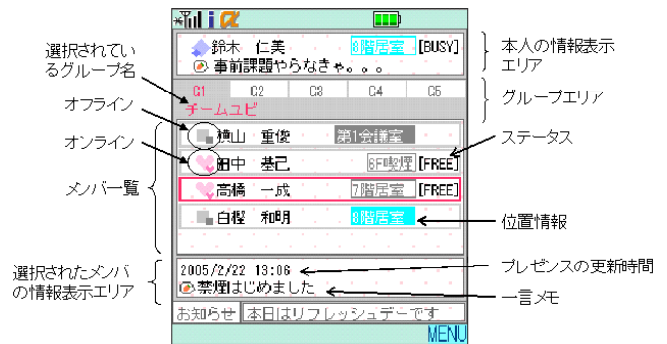 i α
鈴木 仁美 8階居室 [BUSY]
事前課題やらなきゃ。。。
本人の情報表示
エリア
選択されてい
るグループ名
G1 G2 G3 G4 G5
チームユビ
グループエリア
オフライン
横山 重俊 第1会議室
ステータス
オンライン
田中 基己 6F喫煙 [FREE]
メンバ一覧
高橋 一成 7階居室 [FREE]
白樫 和明 8階居室
位置情報
選択されたメンバ
の情報表示エリア
2005/2/22 13:06
プレゼンスの更新時間
禁煙はじめました
一言メモ
お知らせ 本日はリフレッシュデーです
MENU